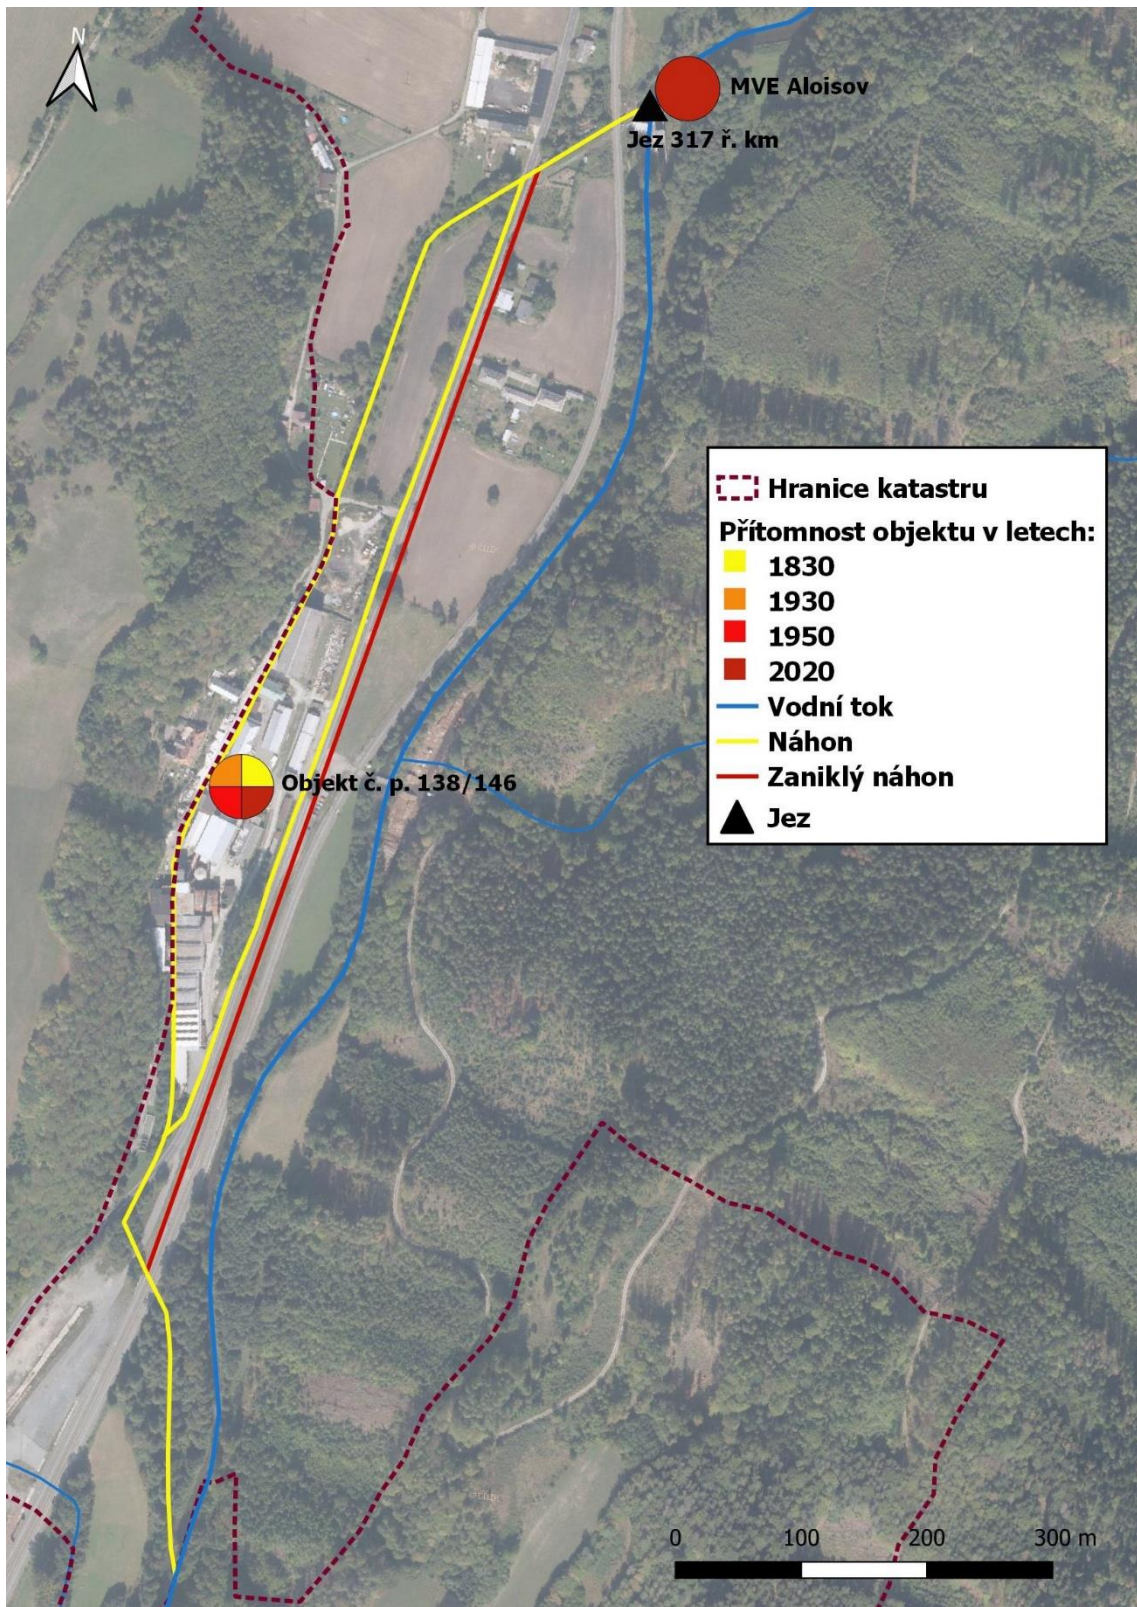 N
MVE Aloisov
Jez 317 ř. km
Hranice katastru
Přítomnost objektu v letech:
1830
1930
1950
2020
Vodní tok
Náhon
Zaniklý náhon
Jez
Objekt č. p. 138/146
0 100 200 300 m